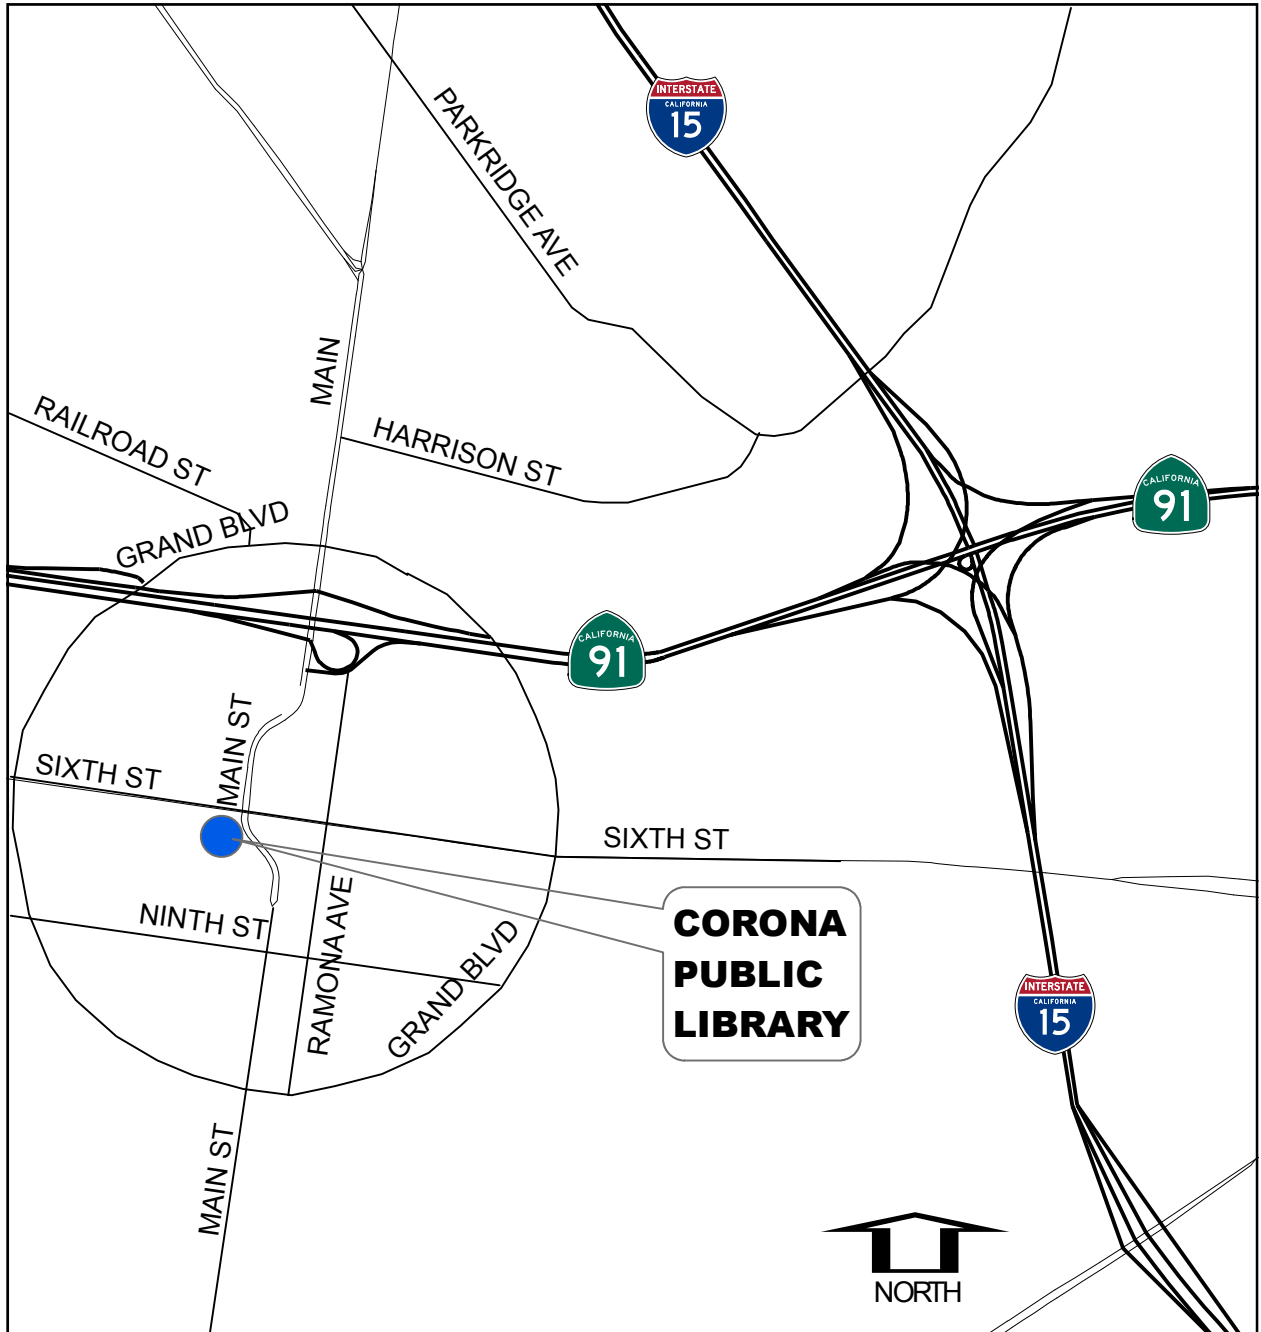 INTERSTATE
CALIFORNIA
15
PARKRIDGE AVE
MAIN
RAILROAD ST
HARRISON ST
CALIFORNIA
91
GRAND BLVD
CALIFORNIA
91
MAIN ST
SIXTH ST
SIXTH ST
NINTH ST
RAMONA AVE
GRAND BLVD
CORONA
PUBLIC
LIBRARY
INTERSTATE
CALIFORNIA
15
MAIN ST
NORTH